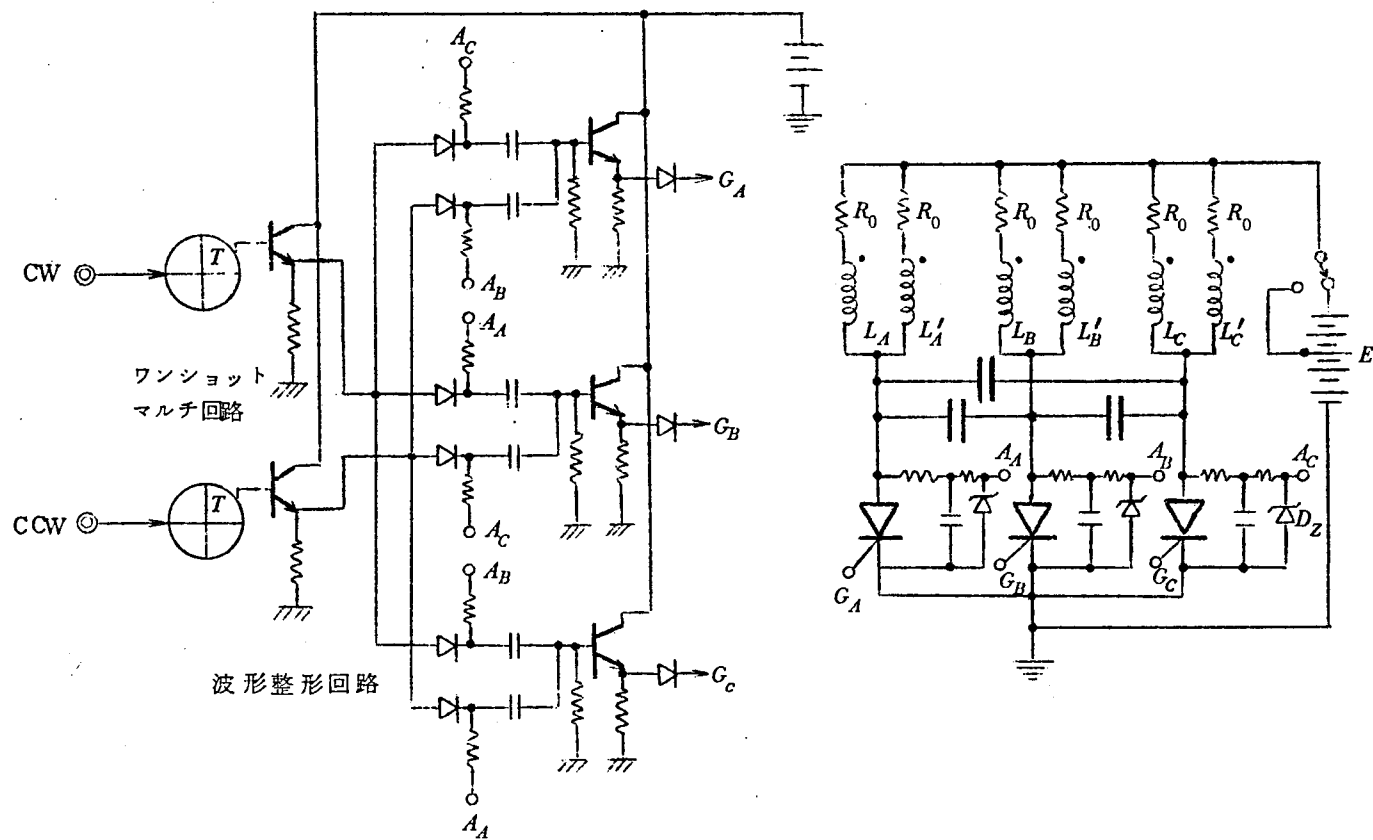 A_C
G_A
CW
T
A_B
A_A
ワンショット
マルチ回路
G_B
CCW
T
A_C
A_B
波形整形回路
G_c
A_A
R_0 R_0 R_0 R_0 R_0 R_0
L_A L_A' L_B L_B' L_C L_C'
E
A_A A_B A_C
D_Z
G_A G_B G_C